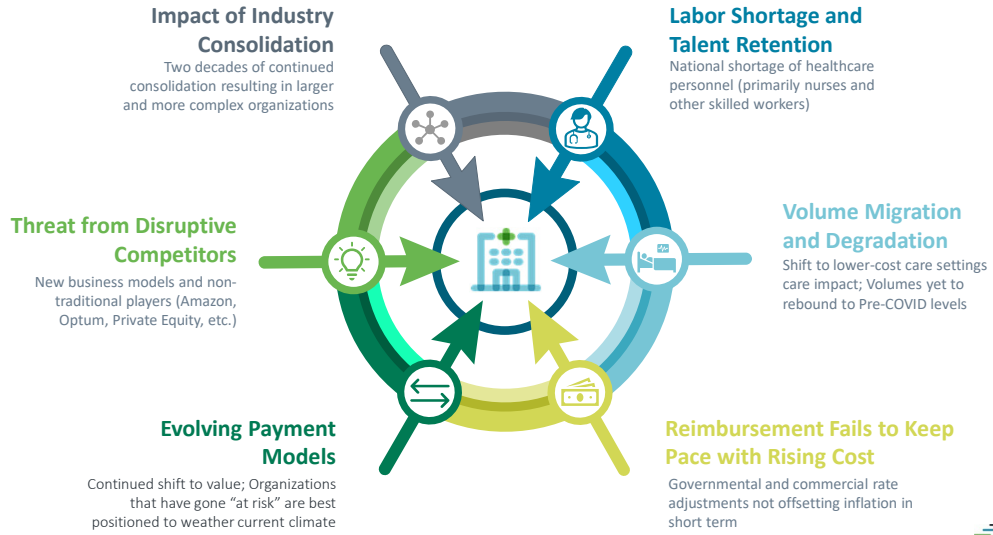 Impact of Industry
Consolidation
Two decades of continued
consolidation resulting in larger
and more complex organizations
Labor Shortage and
Talent Retention
National shortage of healthcare
personnel (primarily nurses and
other skilled workers)
Threat from Disruptive
Competitors
New business models and non-
traditional players (Amazon,
Optum, Private Equity, etc.)
Volume Migration
and Degradation
Shift to lower-cost care settings
care impact; Volumes yet to
rebound to Pre-COVID levels
Evolving Payment
Models
Continued shift to value; Organizations
that have gone “at risk” are best
positioned to weather current climate
Reimbursement Fails to Keep
Pace with Rising Cost
Governmental and commercial rate
adjustments not offsetting inflation in
short term